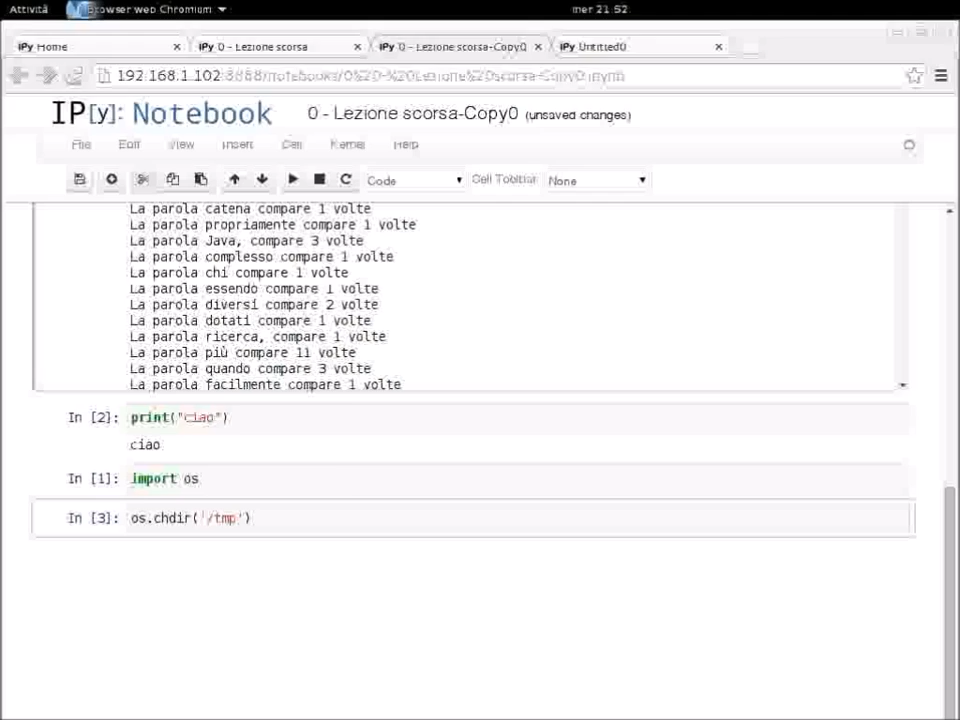 Attività Browser web Chromium mer 21:52
IPy Home IPy 0 - Lezione scorsa IPy 0 - Lezione scorsa-Copy0 IPy Untitled0
192.168.1.102:8888/notebooks/0%20-%20Lezione%20scorsa-Copy0.ipynb
IP[y]: Notebook 0 - Lezione scorsa-Copy0 (unsaved changes)
File Edit View Insert Cell Kernel Help
Code Cell Toolbar None
La parola catena compare 1 volte
La parola propriamente compare 1 volte
La parola Java, compare 3 volte
La parola complesso compare 1 volte
La parola chi compare 1 volte
La parola essendo compare 1 volte
La parola diversi compare 2 volte
La parola dotati compare 1 volte
La parola ricerca, compare 1 volte
La parola più compare 11 volte
La parola quando compare 3 volte
La parola facilmente compare 1 volte
In [2]: print("ciao")
ciao
In [1]: import os
In [3]: os.chdir('/tmp')